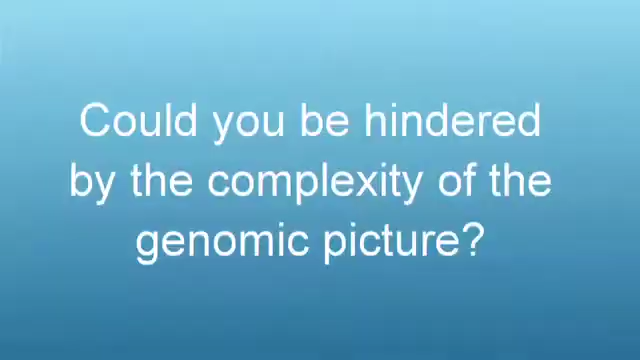 Could you be hindered
by the complexity of the
genomic picture?